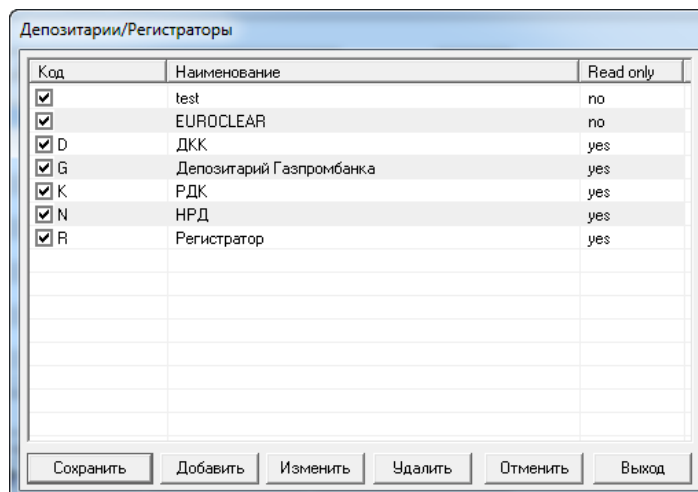 Депозитарии/Регистраторы
Код Наименование Read only
test no
EUROCLEAR no
D ДКК yes
G Депозитарий Газпромбанка yes
K РДК yes
N НРД yes
R Регистратор yes
Сохранить Добавить Изменить Удалить Отменить Выход